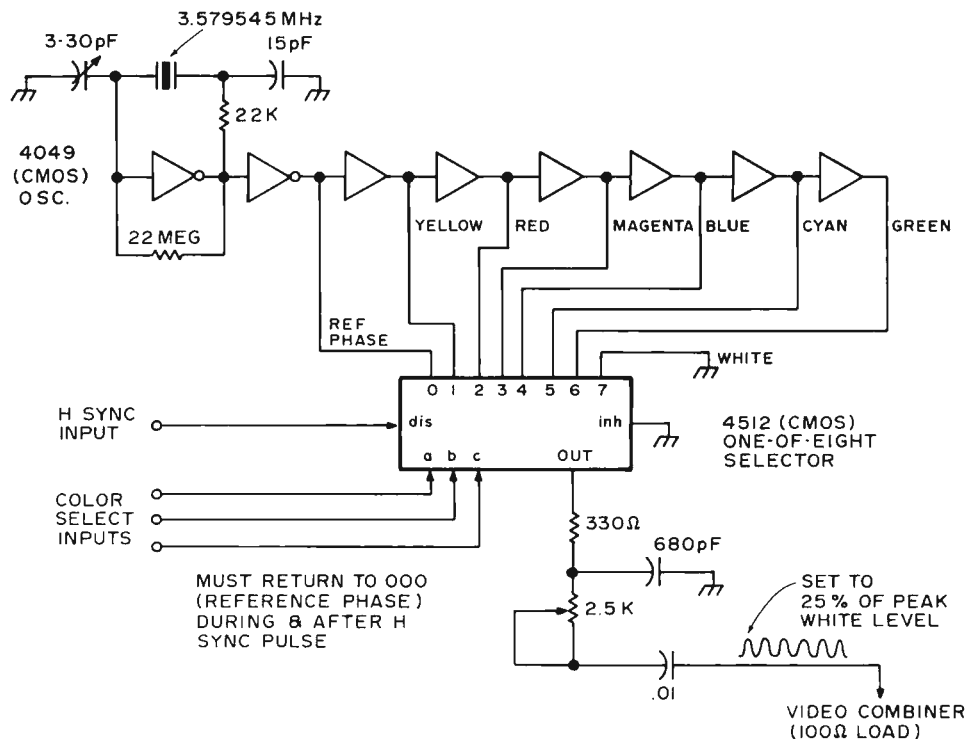 3.579545 MHz
3-30pF
15pF
22K
4049
(CMOS)
OSC.
22 MEG
YELLOW
RED
MAGENTA
BLUE
CYAN
GREEN
REF
PHASE
WHITE
0 1 2 3 4 5 6 7
H SYNC
INPUT
dis
inh
a b c
OUT
4512 (CMOS)
ONE-OF-EIGHT
SELECTOR
COLOR
SELECT
INPUTS
330Ω
680pF
MUST RETURN TO 000
(REFERENCE PHASE)
DURING & AFTER H
SYNC PULSE
2.5K
SET TO
25% OF PEAK
WHITE LEVEL
.01
VIDEO COMBINER
(100Ω LOAD)